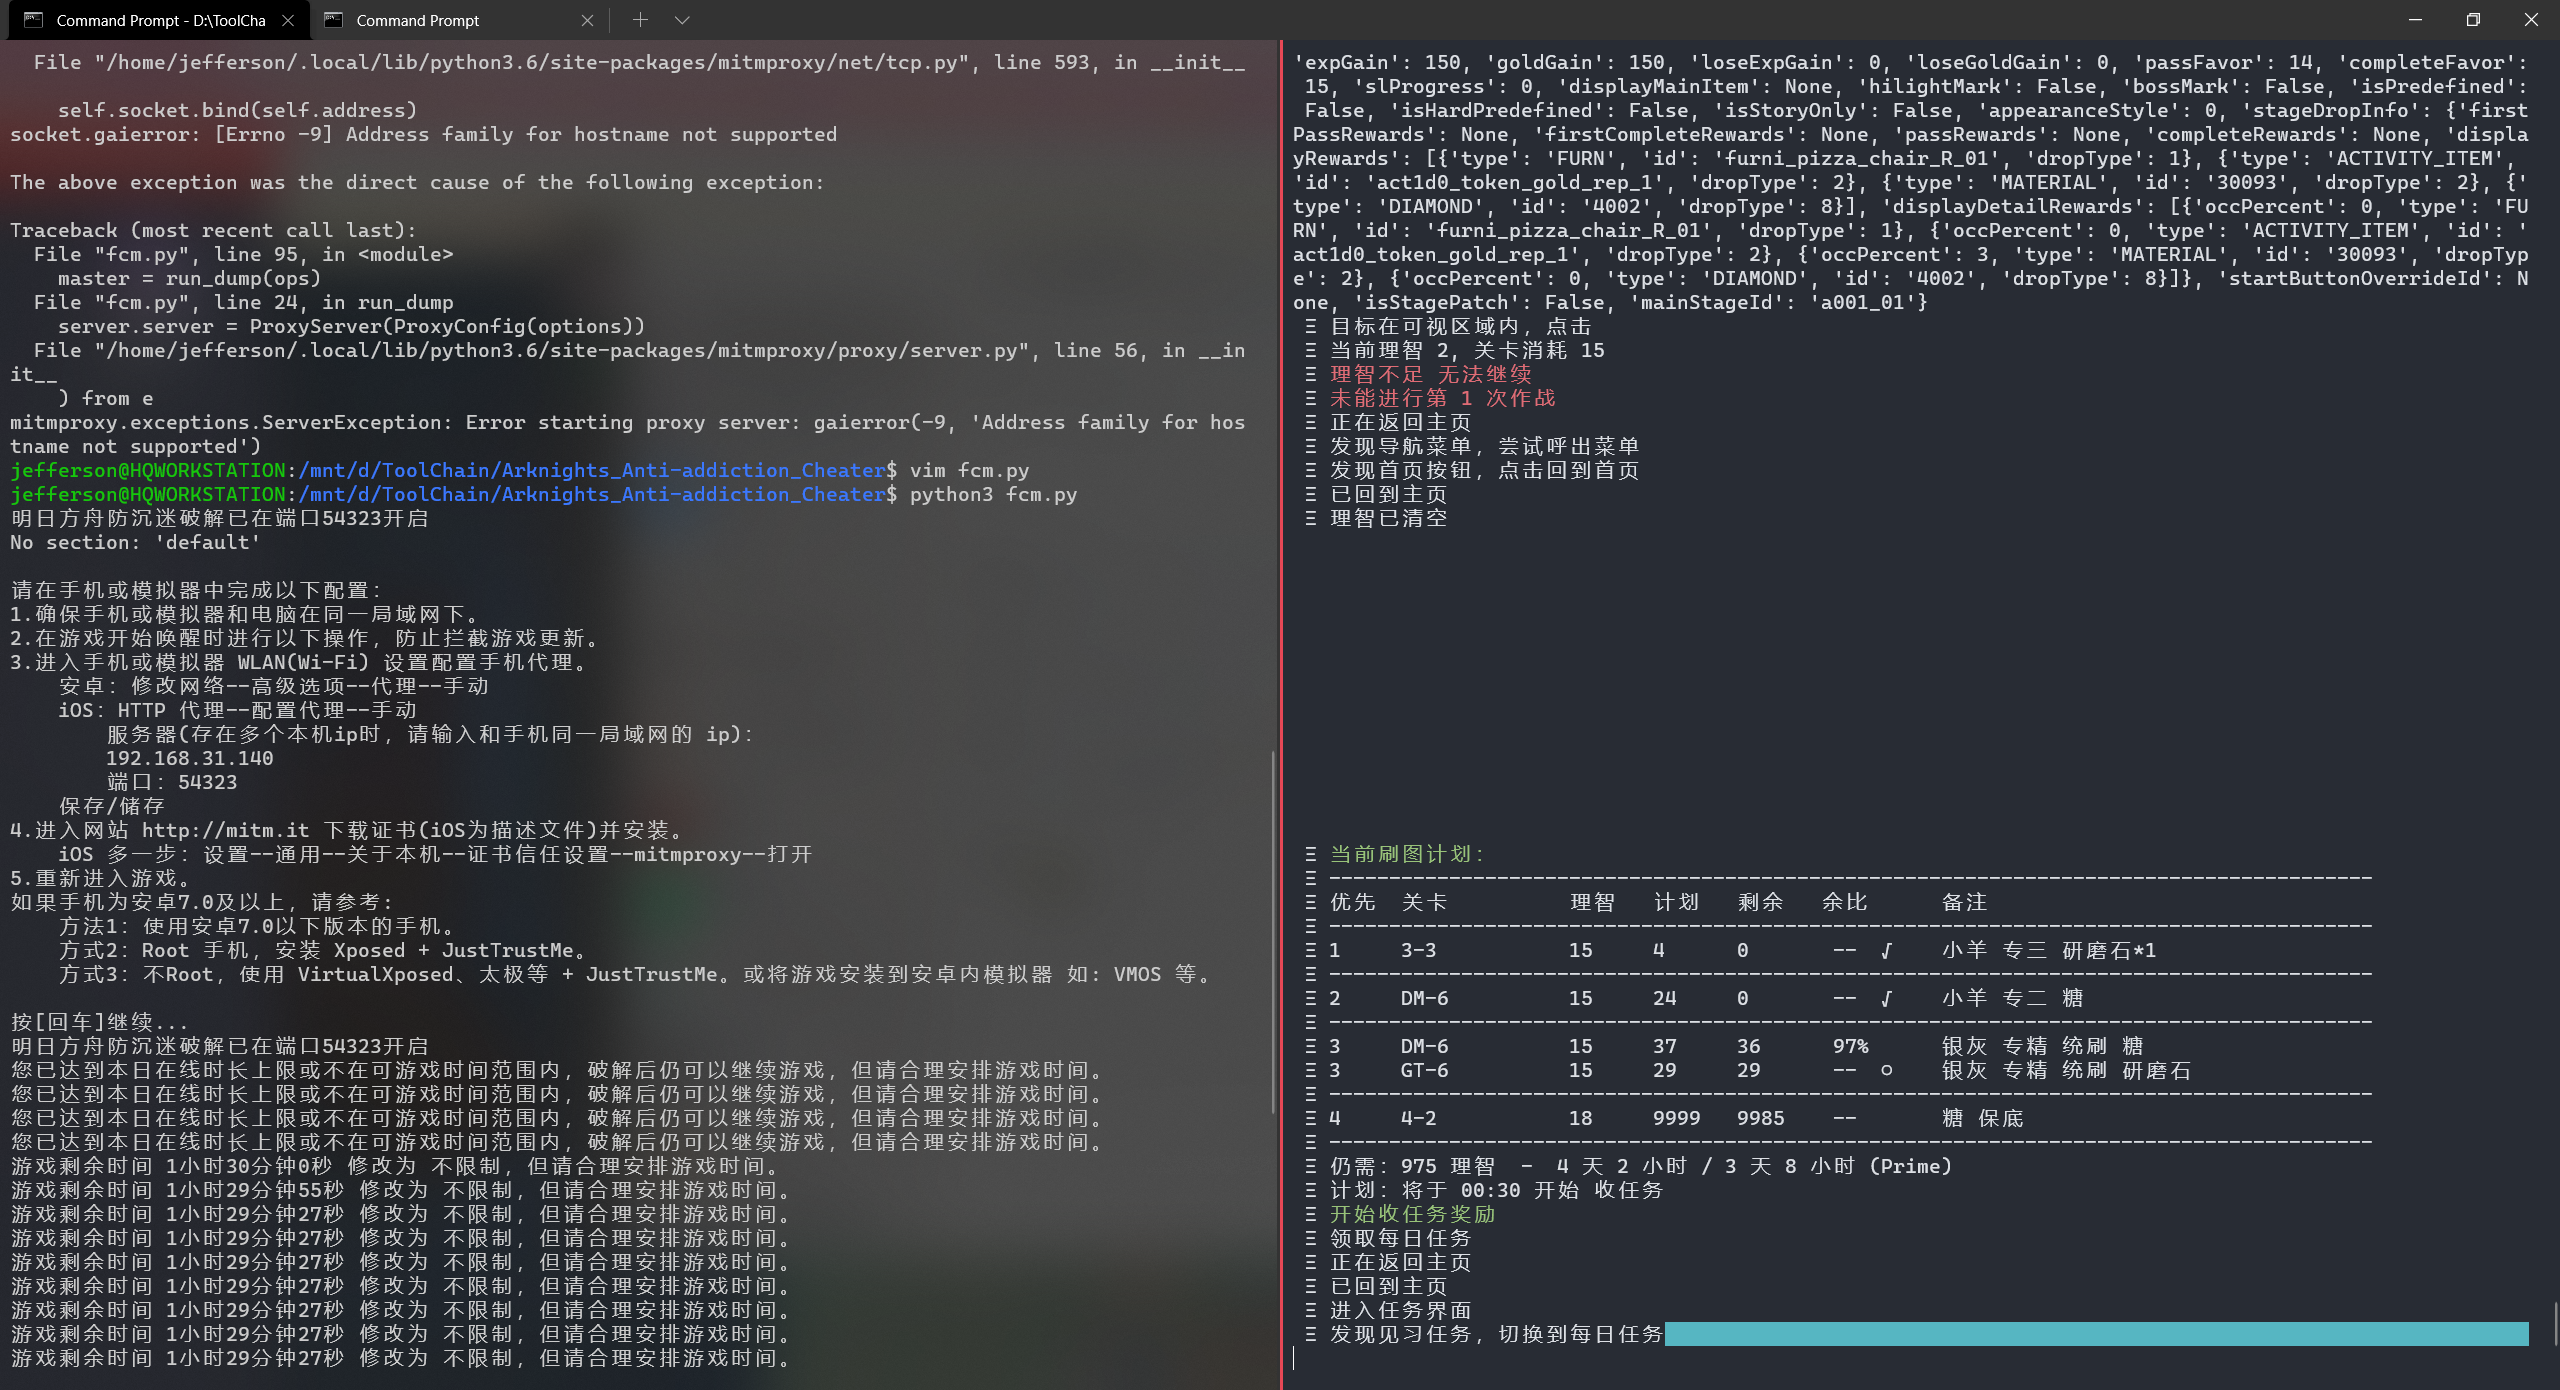 Command Prompt - D:\ToolCha
Command Prompt
  File "/home/jefferson/.local/lib/python3.6/site-packages/mitmproxy/net/tcp.py", line 593, in __init__
    self.socket.bind(self.address)
socket.gaierror: [Errno -9] Address family for hostname not supported
The above exception was the direct cause of the following exception:
Traceback (most recent call last):
  File "fcm.py", line 95, in <module>
    master = run_dump(ops)
  File "fcm.py", line 24, in run_dump
    server.server = ProxyServer(ProxyConfig(options))
  File "/home/jefferson/.local/lib/python3.6/site-packages/mitmproxy/proxy/server.py", line 56, in __in
it__
    ) from e
mitmproxy.exceptions.ServerException: Error starting proxy server: gaierror(-9, 'Address family for hos
tname not supported')
jefferson@HQWORKSTATION:/mnt/d/ToolChain/Arknights_Anti-addiction_Cheater$ vim fcm.py
jefferson@HQWORKSTATION:/mnt/d/ToolChain/Arknights_Anti-addiction_Cheater$ python3 fcm.py
明日方舟防沉迷破解已在端口54323开启
No section: 'default'
请在手机或模拟器中完成以下配置:
1.确保手机或模拟器和电脑在同一局域网下。
2.在游戏开始唤醒时进行以下操作，防止拦截游戏更新。
3.进入手机或模拟器 WLAN(Wi-Fi) 设置配置手机代理。
    安卓: 修改网络--高级选项--代理--手动
    iOS: HTTP 代理--配置代理--手动
        服务器(存在多个本机ip时，请输入和手机同一局域网的 ip):
        192.168.31.140
        端口: 54323
    保存/储存
4.进入网站 http://mitm.it 下载证书(iOS为描述文件)并安装。
    iOS 多一步: 设置--通用--关于本机--证书信任设置--mitmproxy--打开
5.重新进入游戏。
如果手机为安卓7.0及以上，请参考:
    方法1: 使用安卓7.0以下版本的手机。
    方式2: Root 手机，安装 Xposed + JustTrustMe。
    方式3: 不Root，使用 VirtualXposed、太极等 + JustTrustMe。或将游戏安装到安卓内模拟器 如: VMOS 等。
按[回车]继续...
明日方舟防沉迷破解已在端口54323开启
您已达到本日在线时长上限或不在可游戏时间范围内，破解后仍可以继续游戏，但请合理安排游戏时间。
您已达到本日在线时长上限或不在可游戏时间范围内，破解后仍可以继续游戏，但请合理安排游戏时间。
您已达到本日在线时长上限或不在可游戏时间范围内，破解后仍可以继续游戏，但请合理安排游戏时间。
您已达到本日在线时长上限或不在可游戏时间范围内，破解后仍可以继续游戏，但请合理安排游戏时间。
游戏剩余时间 1小时30分钟0秒 修改为 不限制，但请合理安排游戏时间。
游戏剩余时间 1小时29分钟55秒 修改为 不限制，但请合理安排游戏时间。
游戏剩余时间 1小时29分钟27秒 修改为 不限制，但请合理安排游戏时间。
游戏剩余时间 1小时29分钟27秒 修改为 不限制，但请合理安排游戏时间。
游戏剩余时间 1小时29分钟27秒 修改为 不限制，但请合理安排游戏时间。
游戏剩余时间 1小时29分钟27秒 修改为 不限制，但请合理安排游戏时间。
游戏剩余时间 1小时29分钟27秒 修改为 不限制，但请合理安排游戏时间。
游戏剩余时间 1小时29分钟27秒 修改为 不限制，但请合理安排游戏时间。
游戏剩余时间 1小时29分钟27秒 修改为 不限制，但请合理安排游戏时间。
'expGain': 150, 'goldGain': 150, 'loseExpGain': 0, 'loseGoldGain': 0, 'passFavor': 14, 'completeFavor':
 15, 'slProgress': 0, 'displayMainItem': None, 'hilightMark': False, 'bossMark': False, 'isPredefined':
 False, 'isHardPredefined': False, 'isStoryOnly': False, 'appearanceStyle': 0, 'stageDropInfo': {'first
PassRewards': None, 'firstCompleteRewards': None, 'passRewards': None, 'completeRewards': None, 'displa
yRewards': [{'type': 'FURN', 'id': 'furni_pizza_chair_R_01', 'dropType': 1}, {'type': 'ACTIVITY_ITEM',
'id': 'act1d0_token_gold_rep_1', 'dropType': 2}, {'type': 'MATERIAL', 'id': '30093', 'dropType': 2}, {'
type': 'DIAMOND', 'id': '4002', 'dropType': 8}], 'displayDetailRewards': [{'occPercent': 0, 'type': 'FU
RN', 'id': 'furni_pizza_chair_R_01', 'dropType': 1}, {'occPercent': 0, 'type': 'ACTIVITY_ITEM', 'id': '
act1d0_token_gold_rep_1', 'dropType': 2}, {'occPercent': 3, 'type': 'MATERIAL', 'id': '30093', 'dropTyp
e': 2}, {'occPercent': 0, 'type': 'DIAMOND', 'id': '4002', 'dropType': 8}]}, 'startButtonOverrideId': N
one, 'isStagePatch': False, 'mainStageId': 'a001_01'}
Ξ 目标在可视区域内，点击
Ξ 当前理智 2, 关卡消耗 15
Ξ 理智不足 无法继续
Ξ 未能进行第 1 次作战
Ξ 正在返回主页
Ξ 发现导航菜单，尝试呼出菜单
Ξ 发现首页按钮，点击回到首页
Ξ 已回到主页
Ξ 理智已清空
Ξ 当前刷图计划:
Ξ ---------------------------------------------------------------------------------------
Ξ 优先 关卡 理智 计划 剩余 余比 备注
Ξ ---------------------------------------------------------------------------------------
Ξ 1 3-3 15 4 0 -- √ 小羊 专三 研磨石*1
Ξ ---------------------------------------------------------------------------------------
Ξ 2 DM-6 15 24 0 -- √ 小羊 专二 糖
Ξ ---------------------------------------------------------------------------------------
Ξ 3 DM-6 15 37 36 97% 银灰 专精 统刷 糖
Ξ 3 GT-6 15 29 29 -- ○ 银灰 专精 统刷 研磨石
Ξ ---------------------------------------------------------------------------------------
Ξ 4 4-2 18 9999 9985 -- 糖 保底
Ξ ---------------------------------------------------------------------------------------
Ξ 仍需: 975 理智 - 4 天 2 小时 / 3 天 8 小时 (Prime)
Ξ 计划: 将于 00:30 开始 收任务
Ξ 开始收任务奖励
Ξ 领取每日任务
Ξ 正在返回主页
Ξ 已回到主页
Ξ 进入任务界面
Ξ 发现见习任务，切换到每日任务